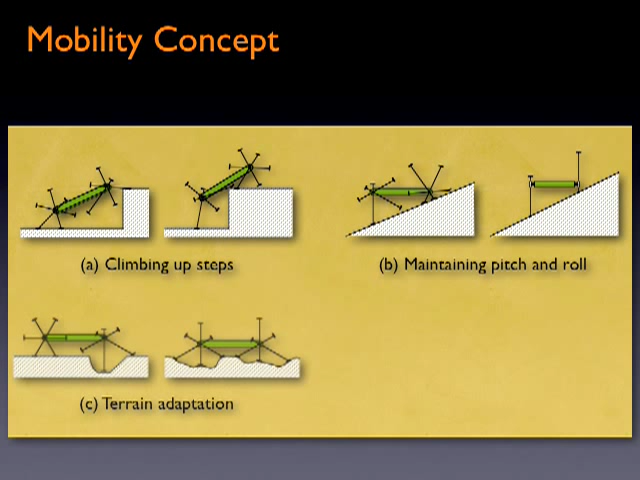 Mobility Concept
(a) Climbing up steps
(b) Maintaining pitch and roll
(c) Terrain adaptation